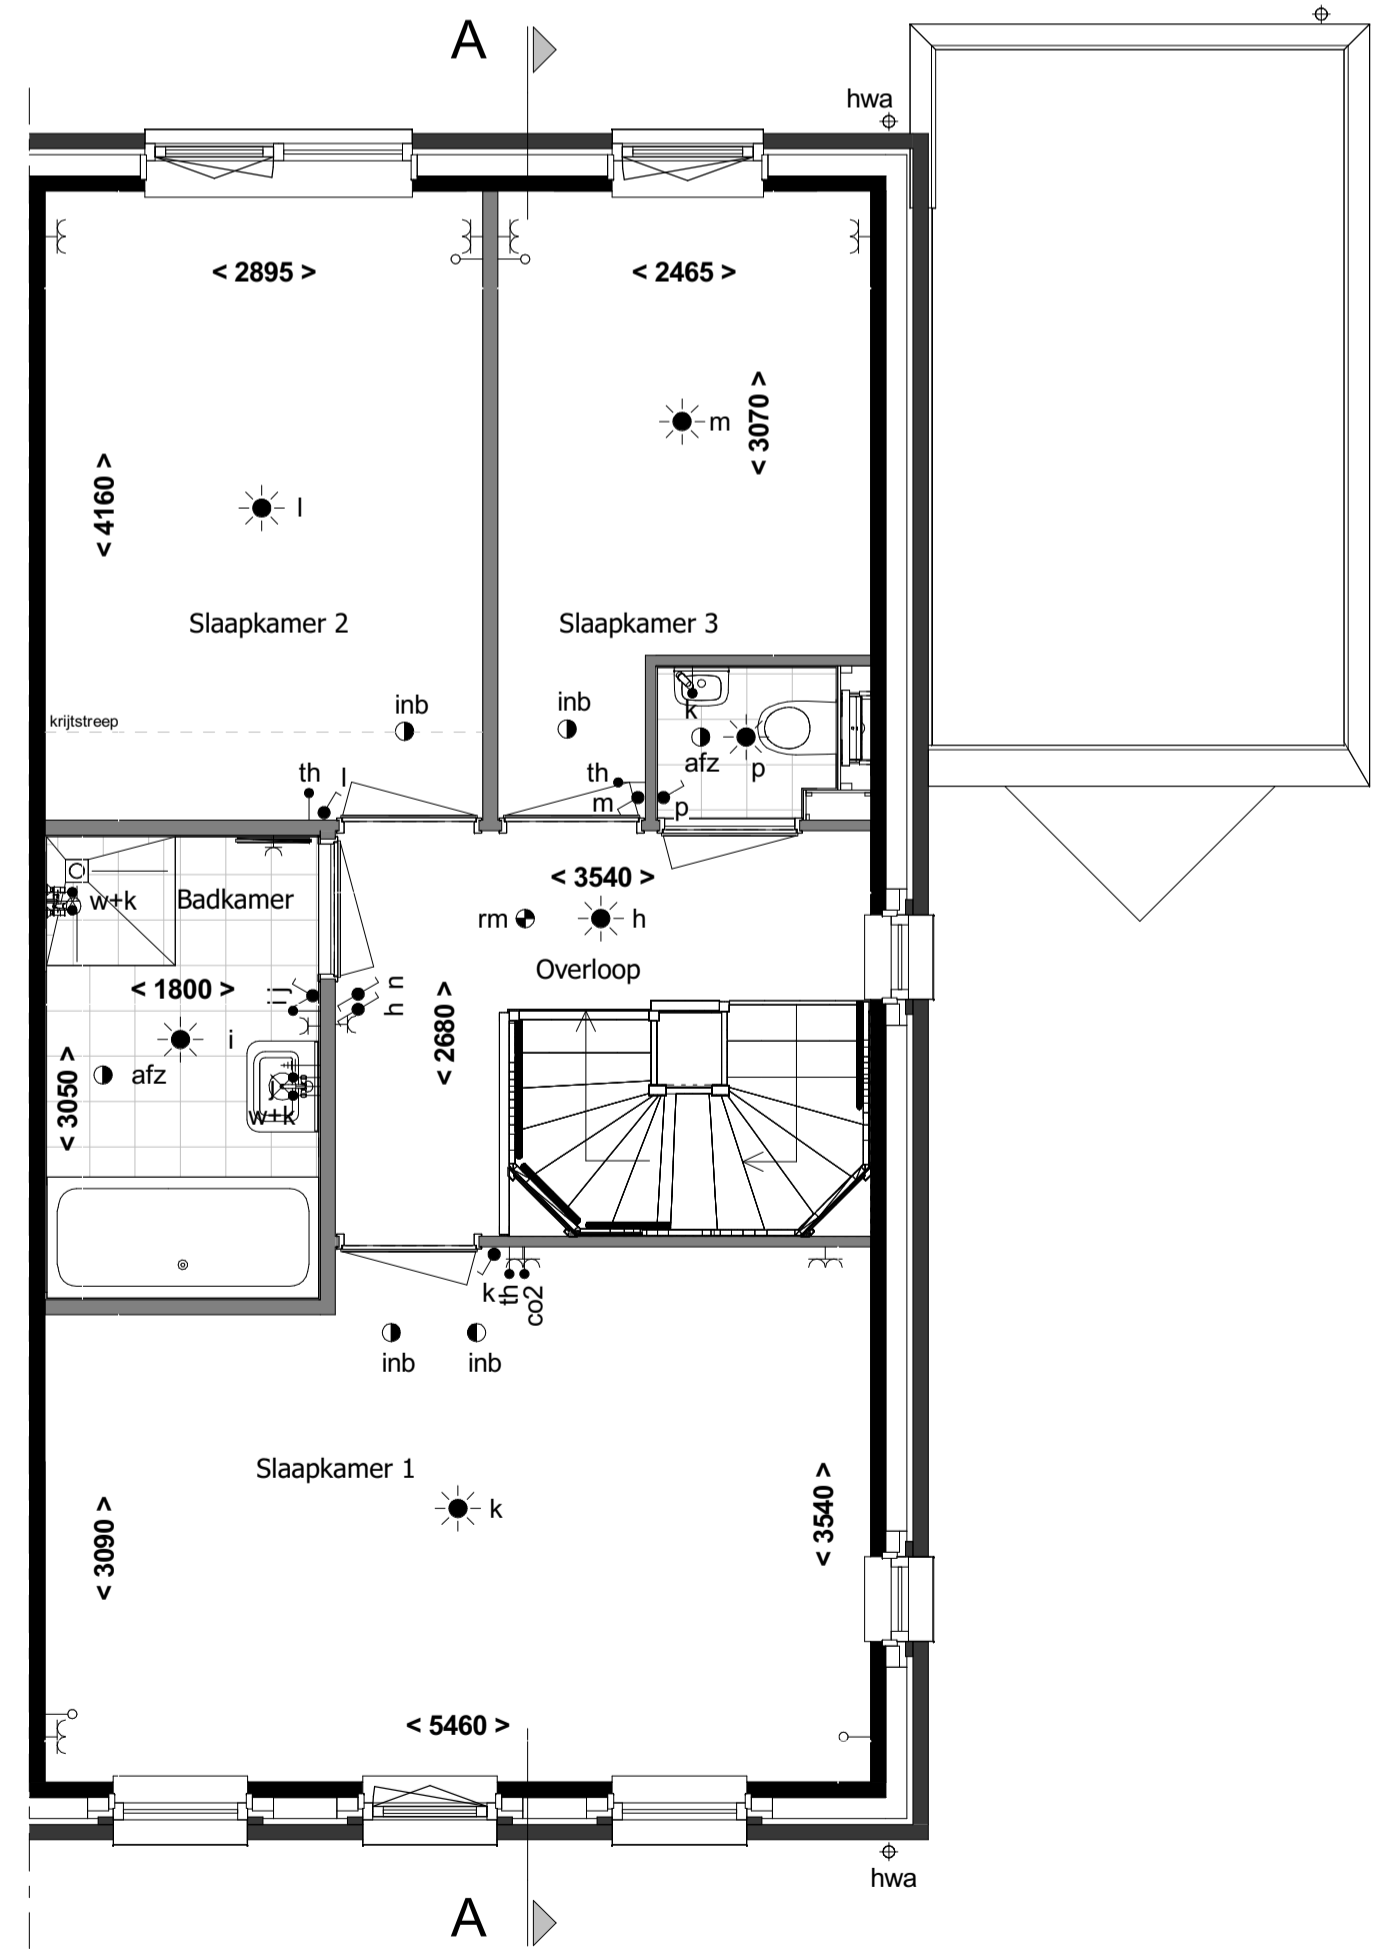 A
hwa
< 2895 >
< 2465 >
< 3070 >
m
< 4160 >
l
Slaapkamer 2
Slaapkamer 3
inb
inb
k
krijtstreep
afz
p
th
l
th
m
p
< 3540 >
w+k
Badkamer
rm
h
Overloop
< 1800 >
i j
h n
< 2680 >
i
afz
< 3050 >
j
w+k
k
th
co2
inb
inb
Slaapkamer 1
k
< 3090 >
< 3540 >
< 5460 >
hwa
A